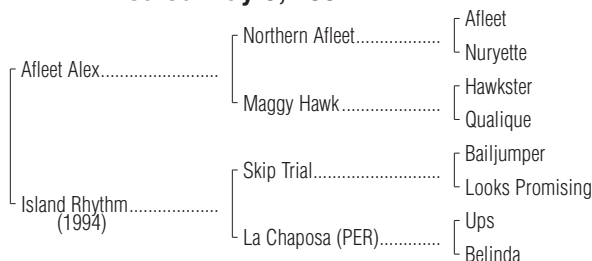 Afleet
Northern Afleet
Nuryette
Afleet Alex
Hawkster
Maggy Hawk
Qualique
Bailjumper
Skip Trial
Looks Promising
Island Rhythm
(1994)
Ups
La Chaposa (PER)
Belinda